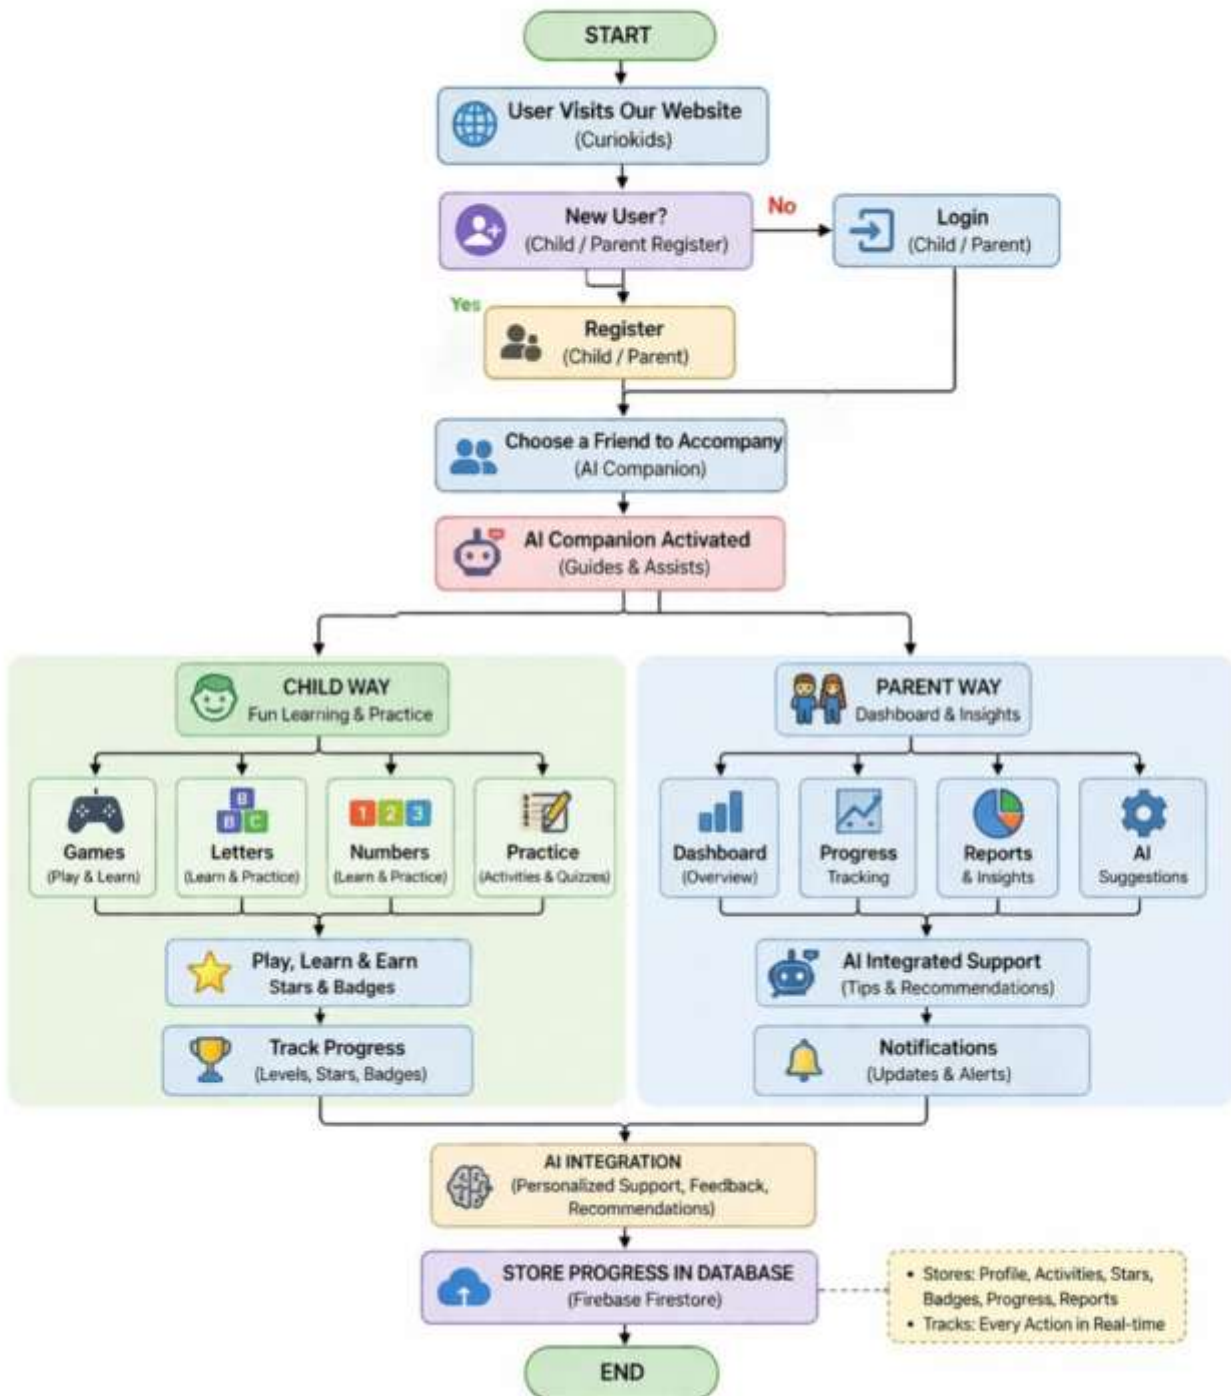 START
User Visits Our Website
(Curiokids)
New User?
(Child / Parent Register)
No
Login
(Child / Parent)
Yes
Register
(Child / Parent)
Choose a Friend to Accompany
(AI Companion)
AI Companion Activated
(Guides & Assists)
CHILD WAY
Fun Learning & Practice
B
B C
Games
(Play & Learn)
Letters
(Learn & Practice)
1 2 3
Numbers
(Learn & Practice)
Practice
(Activities & Quizzes)
Play, Learn & Earn
Stars & Badges
Track Progress
(Levels, Stars, Badges)
PARENT WAY
Dashboard & Insights
Dashboard
(Overview)
Progress
Tracking
Reports
& Insights
AI
Suggestions
AI Integrated Support
(Tips & Recommendations)
Notifications
(Updates & Alerts)
AI INTEGRATION
(Personalized Support, Feedback,
Recommendations)
STORE PROGRESS IN DATABASE
(Firebase Firestore)
• Stores: Profile, Activities, Stars,
Badges, Progress, Reports
• Tracks: Every Action in Real-time
END